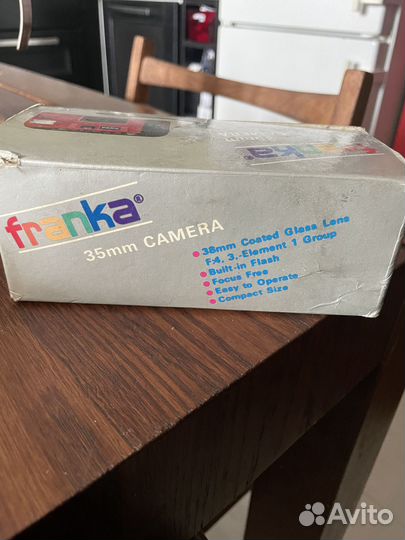 franka®
35mm CAMERA
• 38mm Coated Glass Lens
F:4, 3,-Element 1 Group
• Built-in Flash
• Focus Free
• Easy to Operate
• Compact Size
franka
Avito